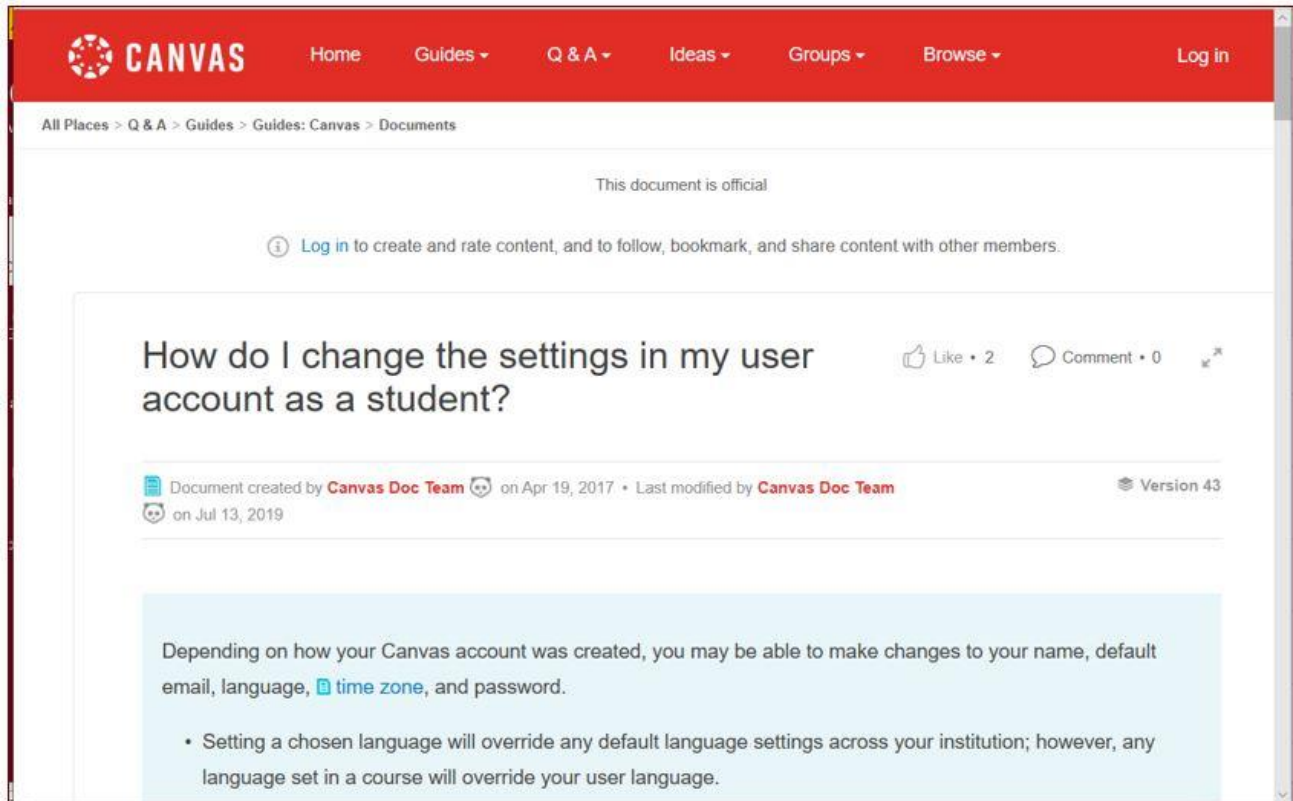 CANVAS Home Guides Q & A Ideas Groups Browse Log in
All Places > Q & A > Guides > Guides: Canvas > Documents
This document is official
Log in to create and rate content, and to follow, bookmark, and share content with other members.
How do I change the settings in my user
account as a student?
Like • 2 Comment • 0
Document created by Canvas Doc Team on Apr 19, 2017 • Last modified by Canvas Doc Team
on Jul 13, 2019
Version 43
Depending on how your Canvas account was created, you may be able to make changes to your name, default
email, language, time zone, and password.
• Setting a chosen language will override any default language settings across your institution; however, any
language set in a course will override your user language.